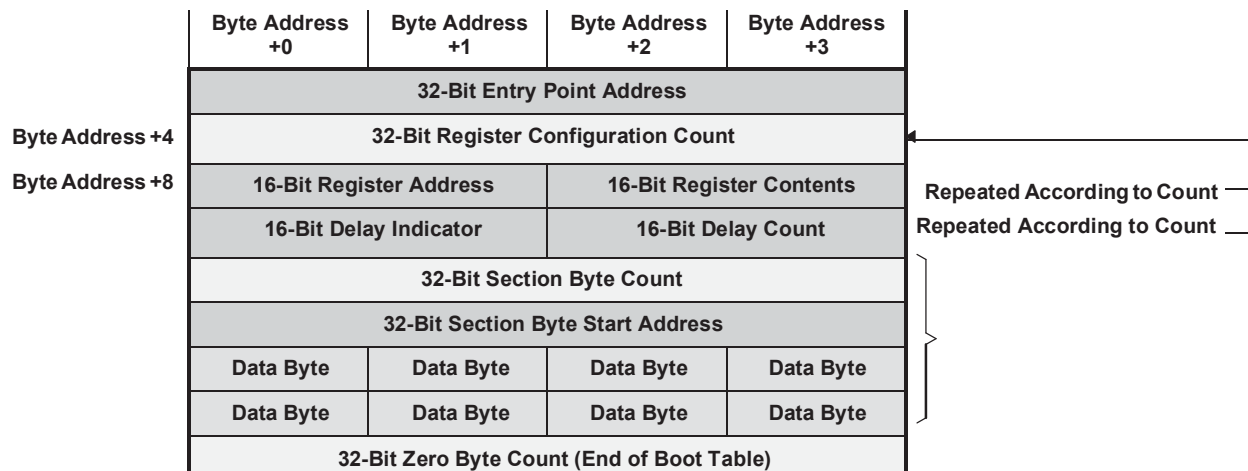 Byte Address +0 Byte Address +1 Byte Address +2 Byte Address +3
32-Bit Entry Point Address
Byte Address +4 32-Bit Register Configuration Count
Byte Address +8 16-Bit Register Address 16-Bit Register Contents Repeated According to Count
16-Bit Delay Indicator 16-Bit Delay Count Repeated According to Count
32-Bit Section Byte Count
32-Bit Section Byte Start Address
Data Byte Data Byte Data Byte Data Byte
Data Byte Data Byte Data Byte Data Byte
32-Bit Zero Byte Count (End of Boot Table)